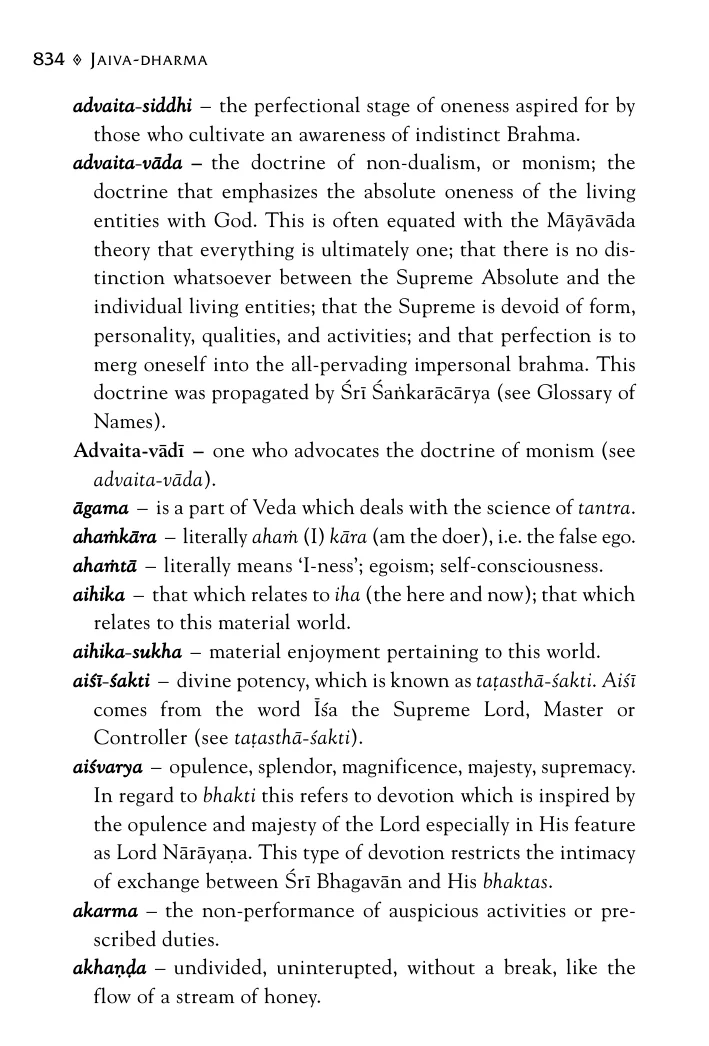 834 ◊ JAIVA-DHARMA
advaita-siddhi – the perfectional stage of oneness aspired for by
those who cultivate an awareness of indistinct Brahma.
advaita-vāda – the doctrine of non-dualism, or monism; the
doctrine that emphasizes the absolute oneness of the living
entities with God. This is often equated with the Māyāvāda
theory that everything is ultimately one; that there is no dis-
tinction whatsoever between the Supreme Absolute and the
individual living entities; that the Supreme is devoid of form,
personality, qualities, and activities; and that perfection is to
merg oneself into the all-pervading impersonal brahma. This
doctrine was propagated by Śrī Śaṅkarācārya (see Glossary of
Names).
Advaita-vādī – one who advocates the doctrine of monism (see
advaita-vāda).
āgama – is a part of Veda which deals with the science of tantra.
ahaṁkāra – literally ahaṁ (I) kāra (am the doer), i.e. the false ego.
ahaṁtā – literally means ‘I-ness’; egoism; self-consciousness.
aihika – that which relates to iha (the here and now); that which
relates to this material world.
aihika-sukha – material enjoyment pertaining to this world.
aiśī-śakti – divine potency, which is known as taṭasthā-śakti. Aiśī
comes from the word Īśa the Supreme Lord, Master or
Controller (see taṭasthā-śakti).
aiśvarya – opulence, splendor, magnificence, majesty, supremacy.
In regard to bhakti this refers to devotion which is inspired by
the opulence and majesty of the Lord especially in His feature
as Lord Nārāyaṇa. This type of devotion restricts the intimacy
of exchange between Śrī Bhagavān and His bhaktas.
akarma – the non-performance of auspicious activities or pre-
scribed duties.
akhaṇḍa – undivided, uninterupted, without a break, like the
flow of a stream of honey.